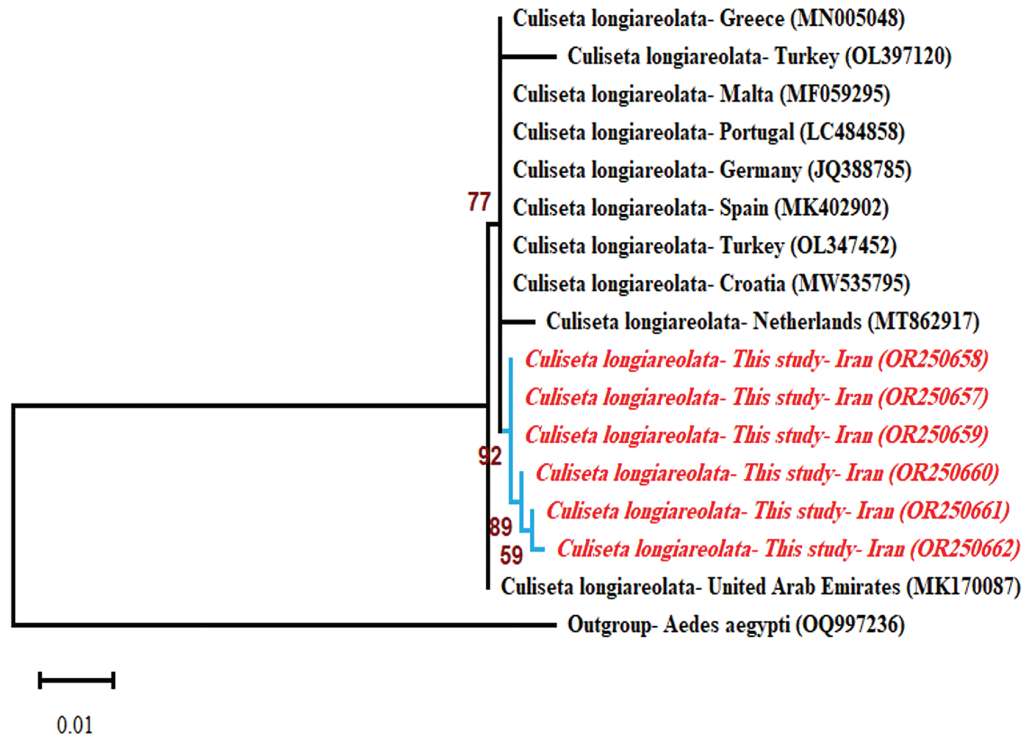 Culiseta longiareolata- Greece (MN005048)
Culiseta longiareolata- Turkey (OL397120)
Culiseta longiareolata- Malta (MF059295)
Culiseta longiareolata- Portugal (LC484858)
Culiseta longiareolata- Germany (JQ388785)
77
Culiseta longiareolata- Spain (MK402902)
Culiseta longiareolata- Turkey (OL347452)
Culiseta longiareolata- Croatia (MW535795)
Culiseta longiareolata- Netherlands (MT862917)
Culiseta longiareolata- This study- Iran (OR250658)
Culiseta longiareolata- This study- Iran (OR250657)
Culiseta longiareolata- This study- Iran (OR250659)
92
Culiseta longiareolata- This study- Iran (OR250660)
Culiseta longiareolata- This study- Iran (OR250661)
89
Culiseta longiareolata- This study- Iran (OR250662)
59
Culiseta longiareolata- United Arab Emirates (MK170087)
Outgroup- Aedes aegypti (OQ997236)
0.01